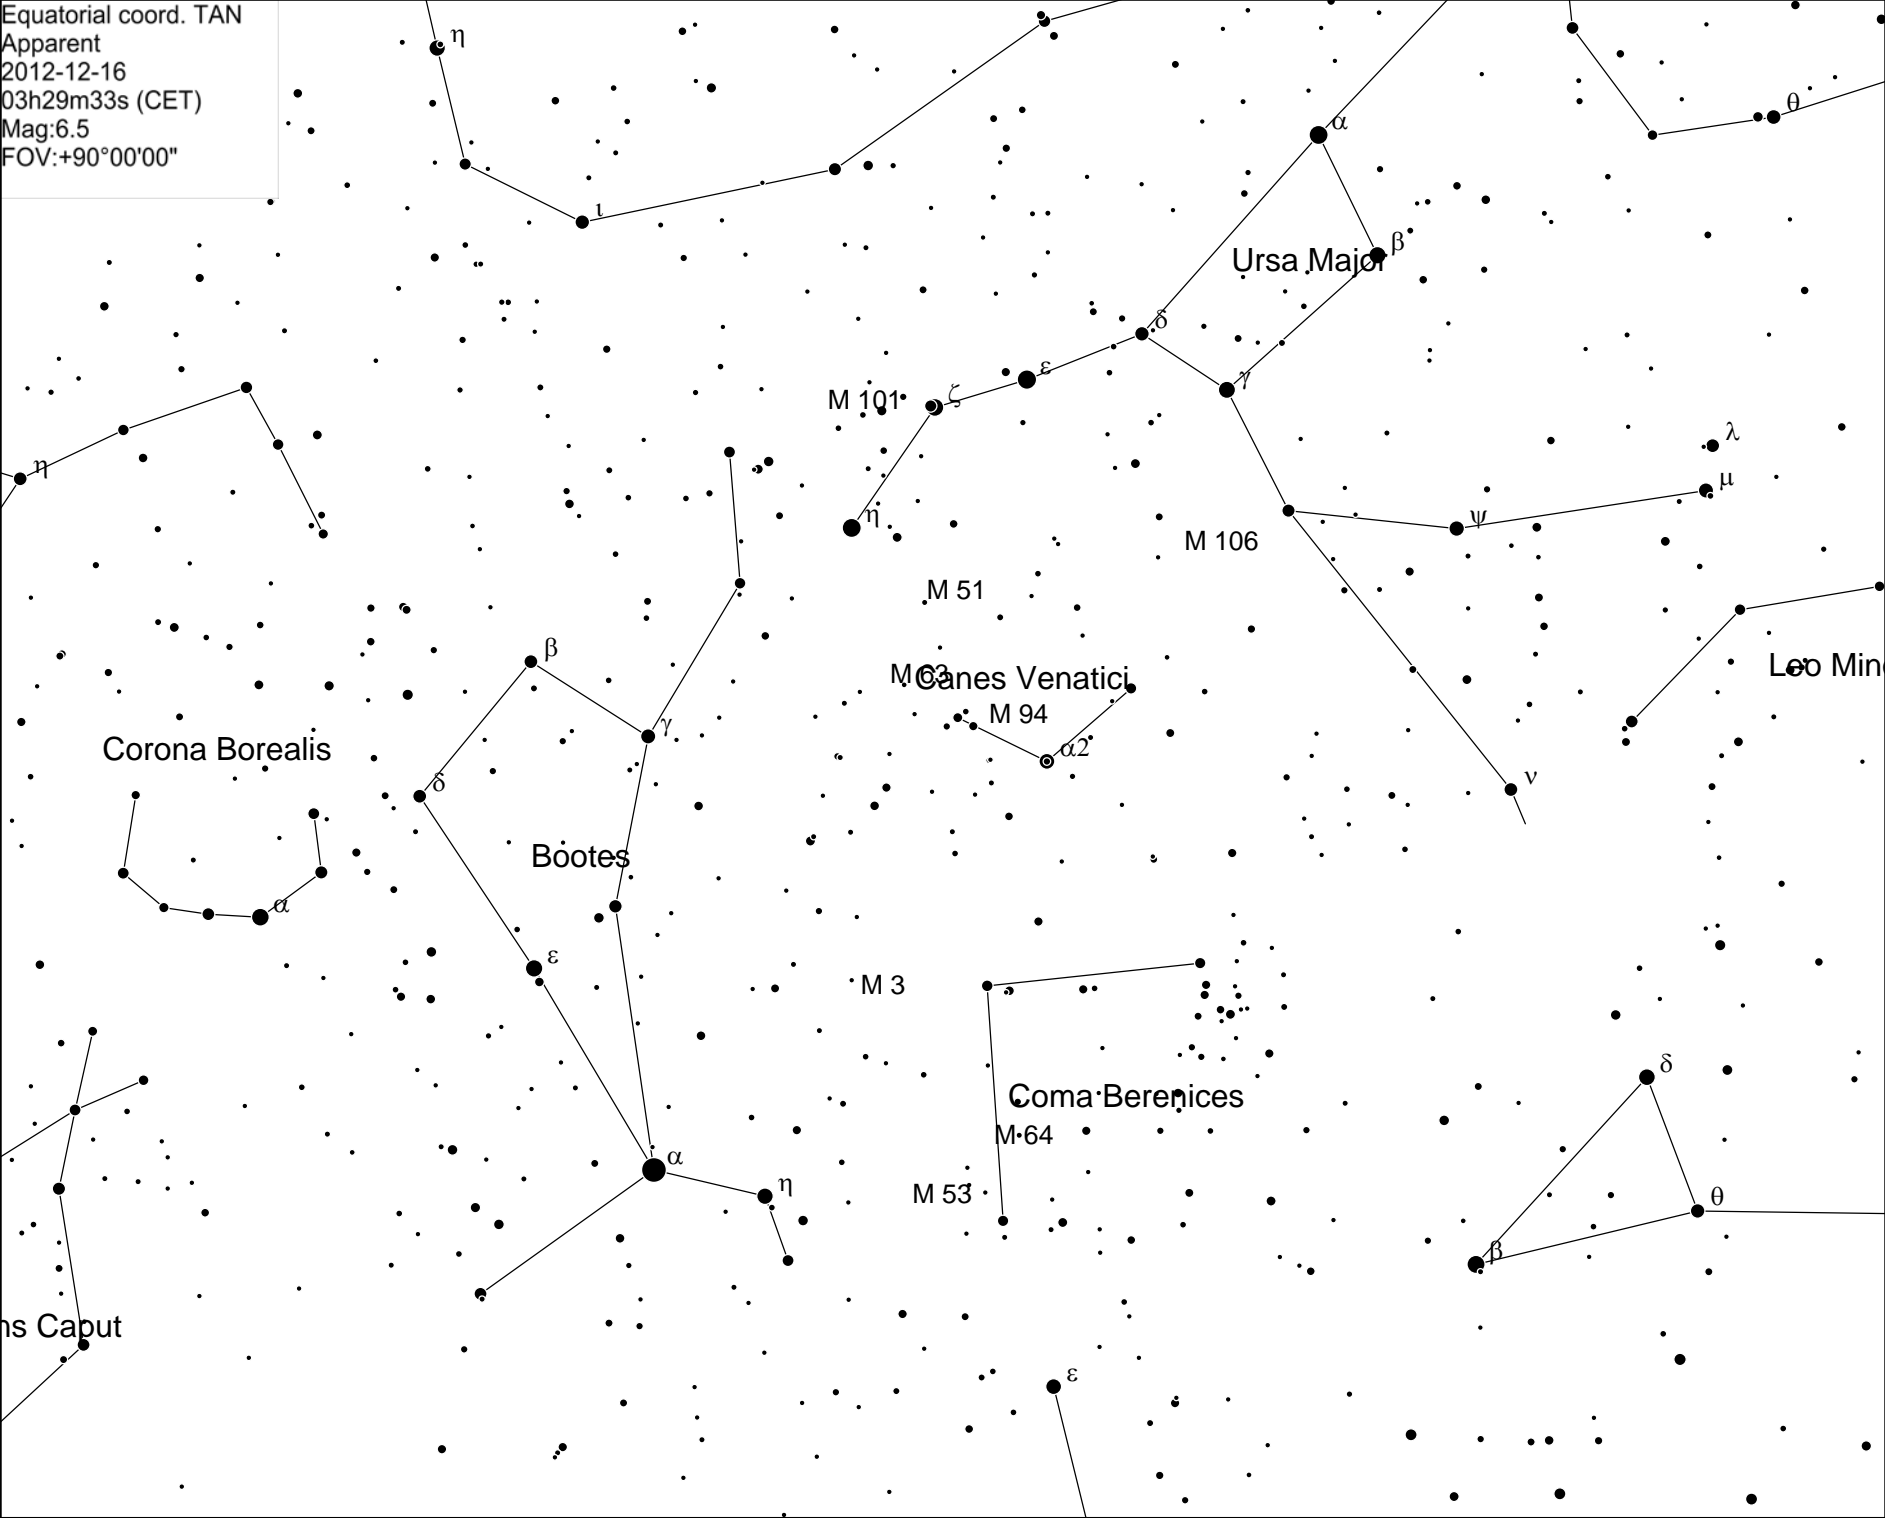 Equatorial coord. TAN
Apparent
2012-12-16
03h29m33s (CET)
Mag:6.5
FOV:+90°00'00"
η
α
θ
ι
β
Ursa Major
δ
ε
γ
M 101
ζ
λ
η
μ
η
ψ
M 106
M 51
β
Leo Min
M 63
Canes Venatici
M 94
γ
Corona Borealis
α2
δ
ν
Bootes
α
ε
M 3
δ
Coma Berenices
M 64
α
η
M 53
θ
β
ns Caput
ε